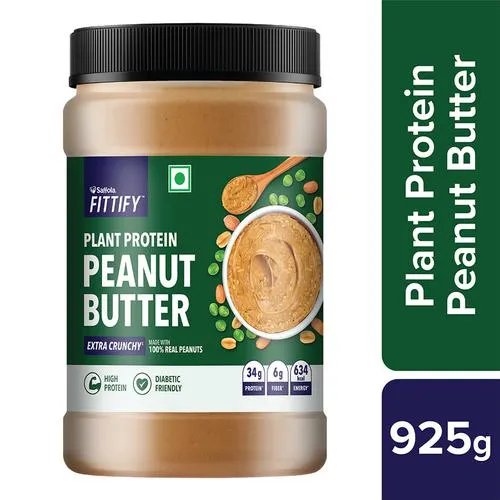 Saffola
FITTIFY™
PLANT PROTEIN
PEANUT
BUTTER
EXTRA CRUNCHY
MADE WITH
100% REAL PEANUTS
HIGH
PROTEIN
DIABETIC
FRIENDLY
34g
PROTEIN*
6g
FIBER*
634
kcal
ENERGY*
Plant Protein
Peanut Butter
925g